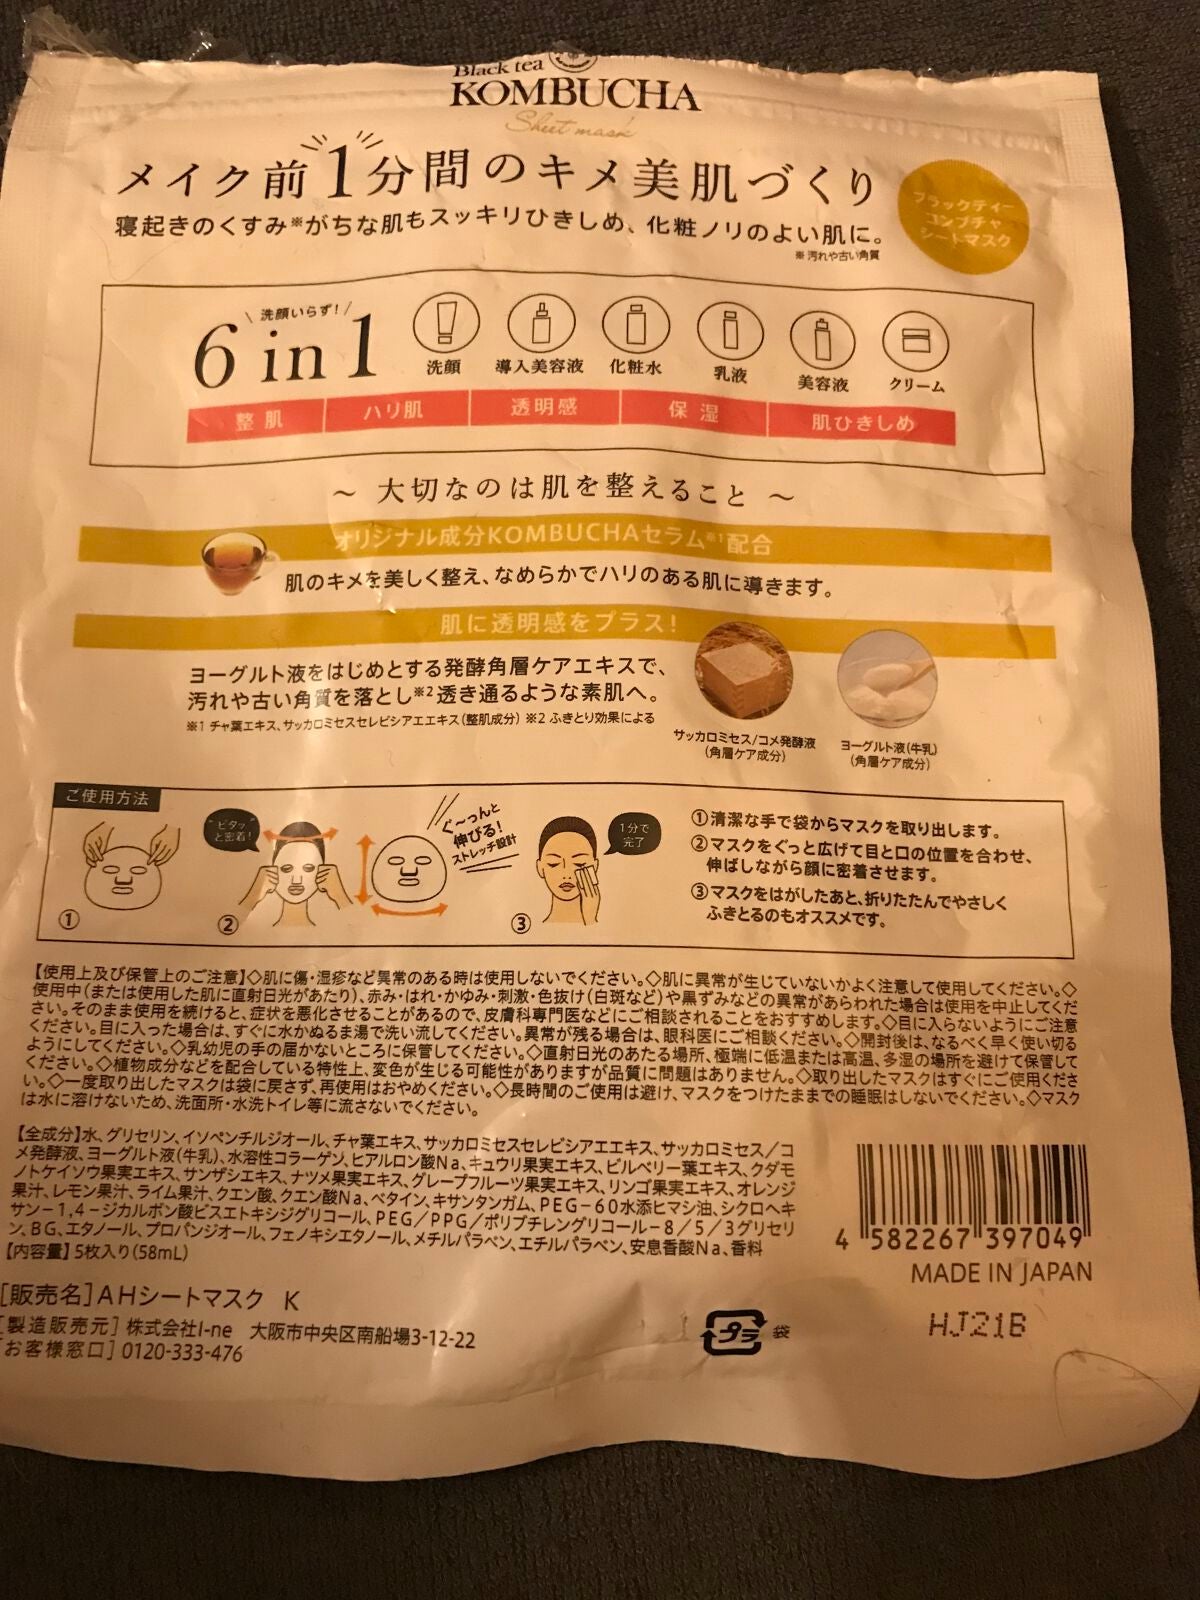 Black tea
KOMBUCHA
Sheet mask
メイク前1分間のキメ美肌づくり
寝起きのくすみ※がちな肌もスッキリひきしめ、化粧ノリのよい肌に。
※汚れや古い角質
ブラックティー
コンブチャ
シートマスク
洗顔いらず!
6 in 1
洗顔 導入美容液 化粧水 乳液 美容液 クリーム
整肌 ハリ肌 透明感 保湿 肌ひきしめ
～ 大切なのは肌を整えること ～
オリジナル成分KOMBUCHAセラム※1配合
肌のキメを美しく整え、なめらかでハリのある肌に導きます。
肌に透明感をプラス!
ヨーグルト液をはじめとする発酵角層ケアエキスで、
汚れや古い角質を落とし※2透き通るような素肌へ。
※1 チャ葉エキス、サッカロミセスセレビシアエエキス(整肌成分) ※2 ふきとり効果による
サッカロミセス/コメ発酵液
(角層ケア成分)
ヨーグルト液(牛乳)
(角層ケア成分)
ご使用方法
①
ピタッ
と密着!
②
ぐ～っんと
伸びる!
ストレッチ設計
③
1分で
完了
①清潔な手で袋からマスクを取り出します。
②マスクをぐっと広げて目と口の位置を合わせ、
伸ばしながら顔に密着させます。
③マスクをはがしたあと、折りたたんでやさしく
ふきとるのもオススメです。
【使用上及び保管上のご注意】◇肌に傷・湿疹など異常のある時は使用しないでください。◇肌に異常が生じていないかよく注意して使用してください。◇
使用中(または使用した肌に直射日光があたり)、赤み・はれ・かゆみ・刺激・色抜け(白斑など)や黒ずみなどの異常があらわれた場合は使用を中止してくだ
さい。そのまま使用を続けると、症状を悪化させることがあるので、皮膚科専門医などにご相談されることをおすすめします。◇目に入らないようにご注意
ください。目に入った場合は、すぐに水かぬるま湯で洗い流してください。異常が残る場合は、眼科医にご相談ください。◇開封後は、なるべく早く使い切る
ようにしてください。◇乳幼児の手の届かないところに保管してください。◇直射日光のあたる場所、極端に低温または高温、多湿の場所を避けて保管して
ください。◇植物成分などを配合している特性上、変色が生じる可能性がありますが品質に問題はありません。◇取り出したマスクはすぐにご使用くださ
い。◇一度取り出したマスクは袋に戻さず、再使用はおやめください。◇長時間のご使用は避け、マスクをつけたままでの睡眠はしないでください。◇マスク
は水に溶けないため、洗面所・水洗トイレ等に流さないでください。
【全成分】水、グリセリン、イソペンチルジオール、チャ葉エキス、サッカロミセスセレビシアエエキス、サッカロミセス/コ
メ発酵液、ヨーグルト液(牛乳)、水溶性コラーゲン、ヒアルロン酸Na、キュウリ果実エキス、ビルベリー葉エキス、クダモ
ノトケイソウ果実エキス、サンザシエキス、ナツメ果実エキス、グレープフルーツ果実エキス、リンゴ果実エキス、オレンジ
果汁、レモン果汁、ライム果汁、クエン酸、クエン酸Na、ベタイン、キサンタンガム、PEG-60水添ヒマシ油、シクロヘキ
サン-1,4-ジカルボン酸ビスエトキシジグリコール、PEG/PPG/ポリブチレングリコール-8/5/3グリセリ
ン、BG、エタノール、プロパンジオール、フェノキシエタノール、メチルパラベン、エチルパラベン、安息香酸Na、香料
【内容量】5枚入り(58mL)
4 582267 397049
MADE IN JAPAN
[販売名]AHシートマスク K
[製造販売元] 株式会社I-ne 大阪市中央区南船場3-12-22
[お客様窓口] 0120-333-476
プラ 袋
HJ21B